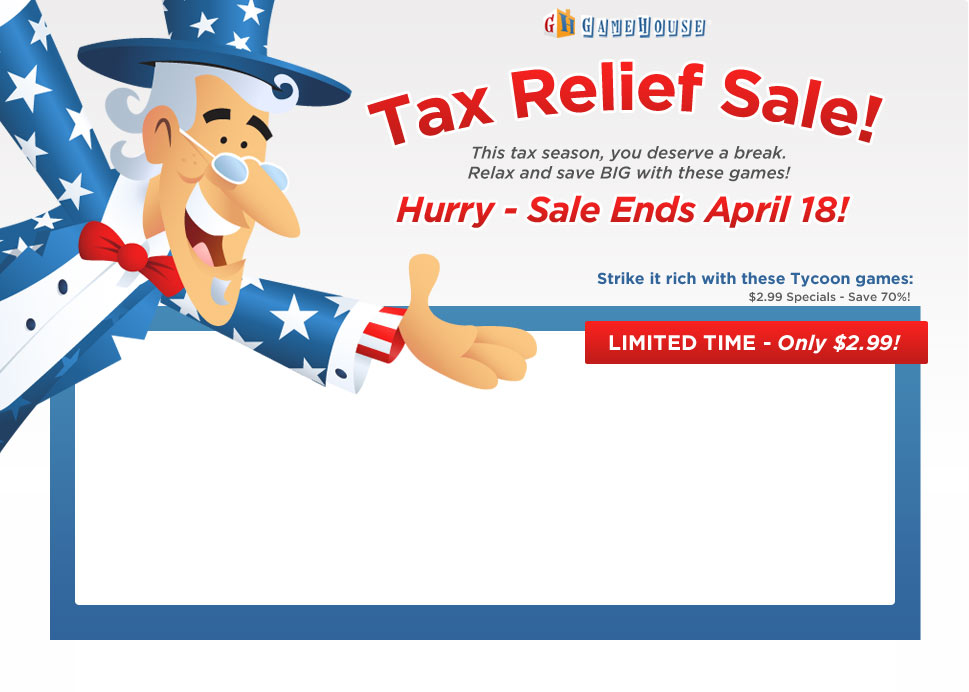 GH GAMEHOUSE
Tax Relief Sale!
This tax season, you deserve a break.
Relax and save BIG with these games!
Hurry - Sale Ends April 18!
Strike it rich with these Tycoon games:
$2.99 Specials - Save 70%!
LIMITED TIME - Only $2.99!